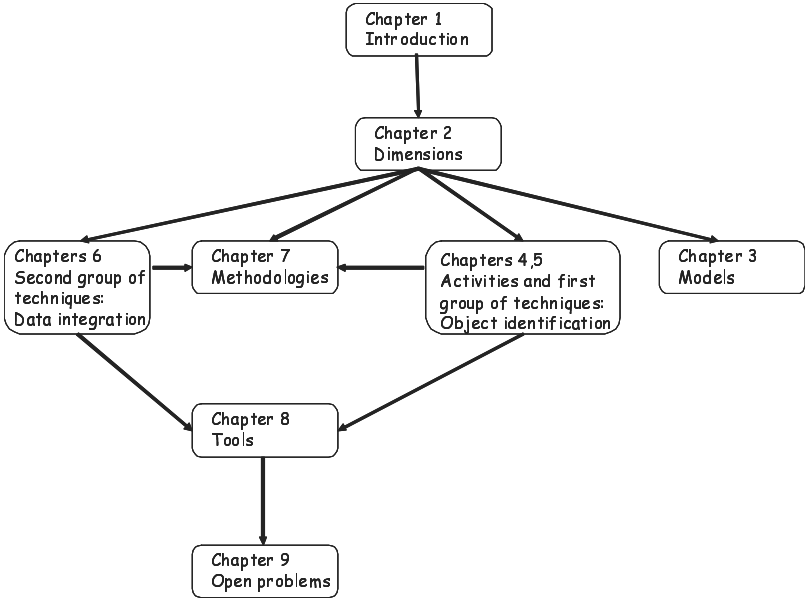 Chapter 1
Introduction
Chapter 2
Dimensions
Chapters 6
Second group of
techniques:
Data integration
Chapter 7
Methodologies
Chapters 4,5
Activities and first
group of techniques:
Object identification
Chapter 3
Models
Chapter 8
Tools
Chapter 9
Open problems